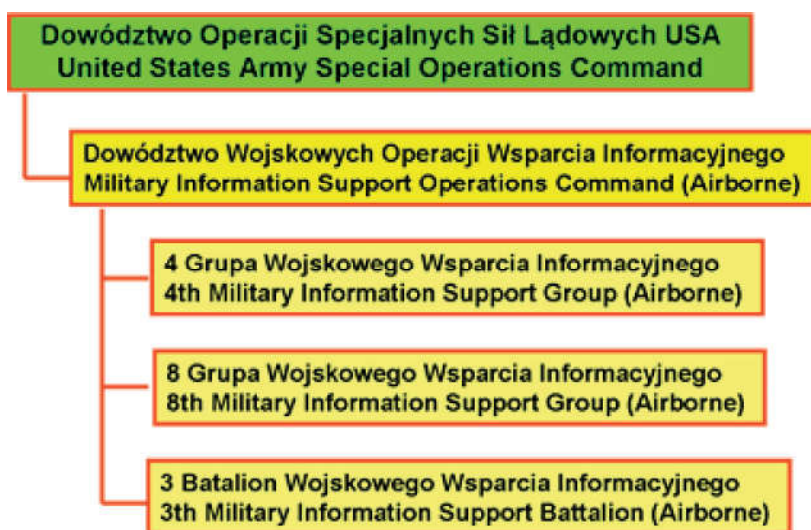 Dowództwo Operacji Specjalnych Sił Lądowych USA
United States Army Special Operations Command
Dowództwo Wojskowych Operacji Wsparcia Informacyjnego
Military Information Support Operations Command (Airborne)
4 Grupa Wojskowego Wsparcia Informacyjnego
4th Military Information Support Group (Airborne)
8 Grupa Wojskowego Wsparcia Informacyjnego
8th Military Information Support Group (Airborne)
3 Batalion Wojskowego Wsparcia Informacyjnego
3th Military Information Support Battalion (Airborne)